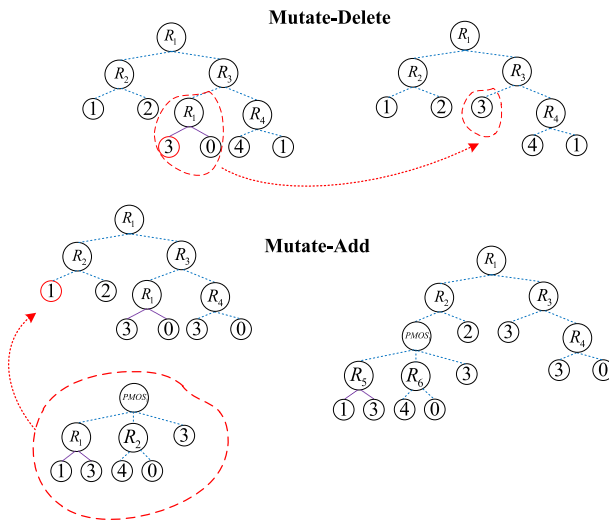 Mutate-Delete
R1
R2 R3
1 2 R1 R4
3 0 4 1
R1
R2 R3
1 2 3 R4
4 1
Mutate-Add
R1
R2 R3
1 2 R1 R4
3 0 3 0
PMOS
R1 R2 3
1 3 4 0
R1
R2 R3
PMOS 2 3 R4
R5 R6 3 3 0
1 3 4 0